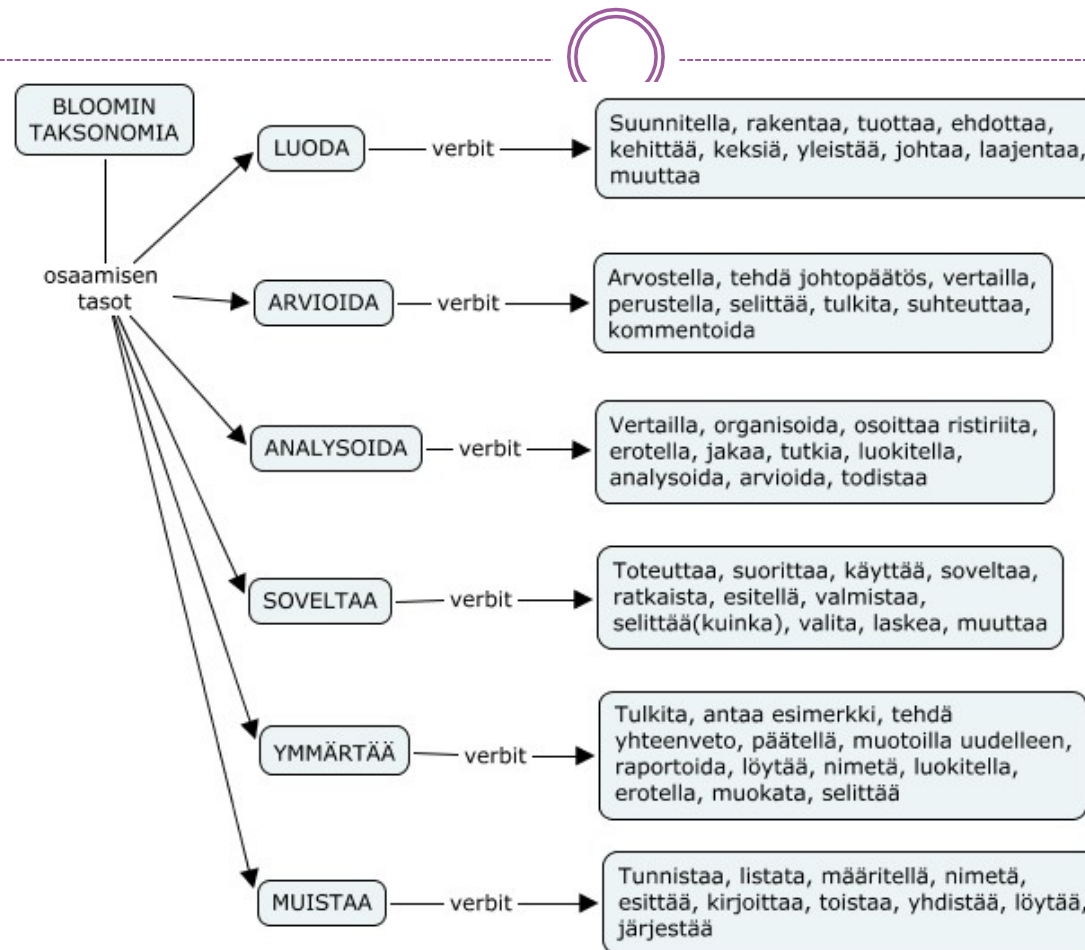 BLOOMIN
TAKSONOMIA
osaamisen
tasot
LUODA
verbit
Suunnitella, rakentaa, tuottaa, ehdottaa,
kehittää, keksiä, yleistää, johtaa, laajentaa,
muuttaa
ARVIOIDA
verbit
Arvostella, tehdä johtopäätös, vertailla,
perustella, selittää, tulkita, suhteuttaa,
kommentoida
ANALYSOIDA
verbit
Vertailla, organisoida, osoittaa ristiriita,
erotella, jakaa, tutkia, luokitella,
analysoida, arvioida, todistaa
SOVELTAA
verbit
Toteuttaa, suorittaa, käyttää, soveltaa,
ratkaista, esitellä, valmistaa,
selittää(kuinka), valita, laskea, muuttaa
YMMÄRTÄÄ
verbit
Tulkita, antaa esimerkki, tehdä
yhteenveto, päätellä, muotoilla uudelleen,
raportoida, löytää, nimetä, luokitella,
erotella, muokata, selittää
MUISTAA
verbit
Tunnistaa, listata, määritellä, nimetä,
esittää, kirjoittaa, toistaa, yhdistää, löytää,
järjestää